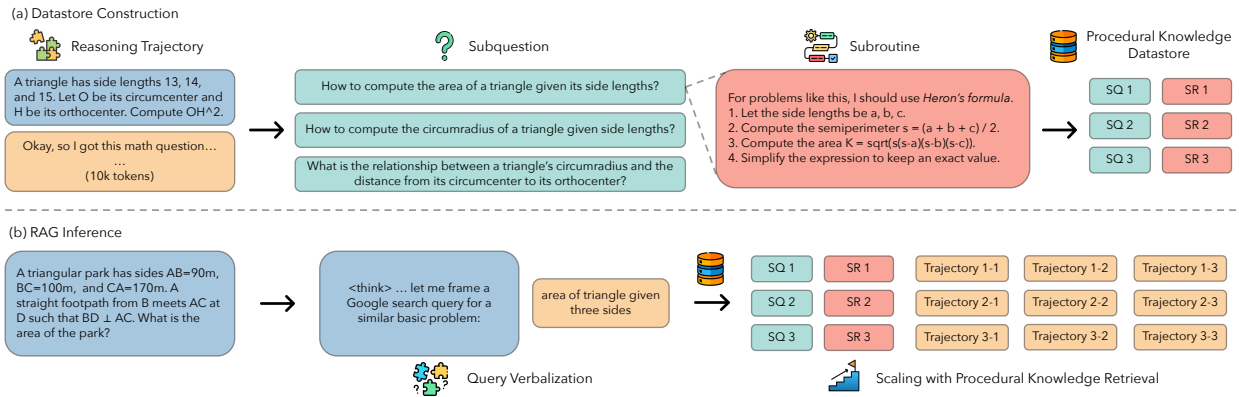 (a) Datastore Construction
Reasoning Trajectory
Subquestion
Subroutine
Procedural Knowledge
Datastore
A triangle has side lengths 13, 14,
and 15. Let O be its circumcenter and
H be its orthocenter. Compute OH^2.
Okay, so I got this math question…
…
(10k tokens)
How to compute the area of a triangle given its side lengths?
How to compute the circumradius of a triangle given side lengths?
What is the relationship between a triangle's circumradius and the
distance from its circumcenter to its orthocenter?
For problems like this, I should use Heron's formula.
1. Let the side lengths be a, b, c.
2. Compute the semiperimeter s = (a + b + c) / 2.
3. Compute the area K = sqrt(s(s-a)(s-b)(s-c)).
4. Simplify the expression to keep an exact value.
SQ 1 SR 1
SQ 2 SR 2
SQ 3 SR 3
(b) RAG Inference
A triangular park has sides AB=90m,
BC=100m, and CA=170m. A
straight footpath from B meets AC at
D such that BD ⊥ AC. What is the
area of the park?
<think> … let me frame a
Google search query for a
similar basic problem:
area of triangle given
three sides
Query Verbalization
SQ 1 SR 1 Trajectory 1-1 Trajectory 1-2 Trajectory 1-3
SQ 2 SR 2 Trajectory 2-1 Trajectory 2-2 Trajectory 2-3
SQ 3 SR 3 Trajectory 3-1 Trajectory 3-2 Trajectory 3-3
Scaling with Procedural Knowledge Retrieval